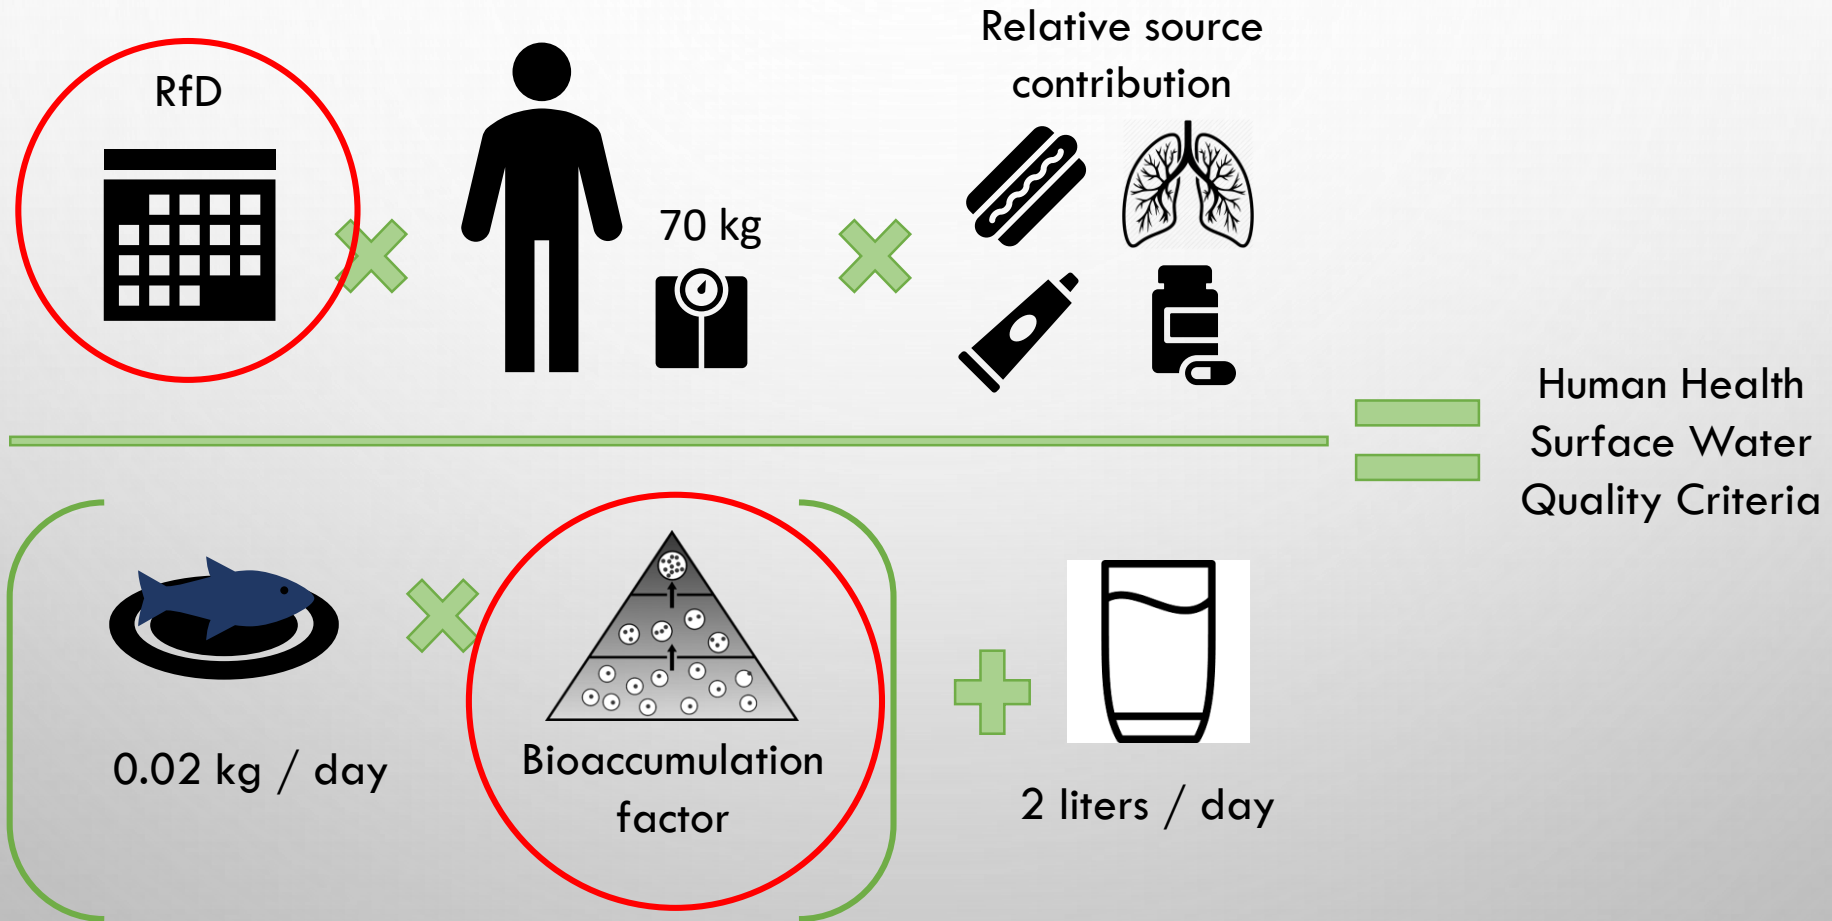 RfD
70 kg
Relative source
contribution
Human Health
Surface Water
Quality Criteria
0.02 kg / day
Bioaccumulation
factor
2 liters / day